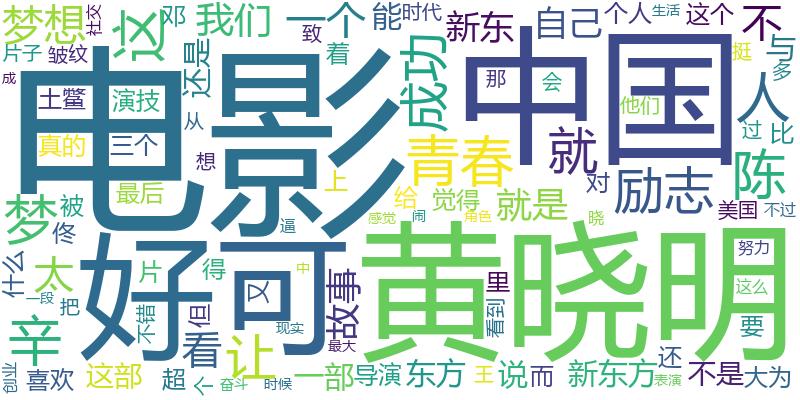 梦想 社交 这 邓 我们 一个 能 时代 新东 自己 个人 生活 这个 不
片子 皱纹 还是 致 着 成功 挺 与 多
成 电影 中国 人
土鳖 演技 那 会 他们
真的 三个 从 想 青春 就 过 比
最后 上 给 觉得 对 励志 陈
梦 被 佟 逼 感觉 闹 角色 就是 晓 美国 不过
好可 黄晓明
什么 太 片 得 又 中 里 努力
一段 把 不错 但 现实 故事 看到 这么
辛 看 让 最大 还 要
创业 喜欢 这部 超 个 奋斗 时候 一部 导演 东方 王 说 而 新东方 表演 不是 大为